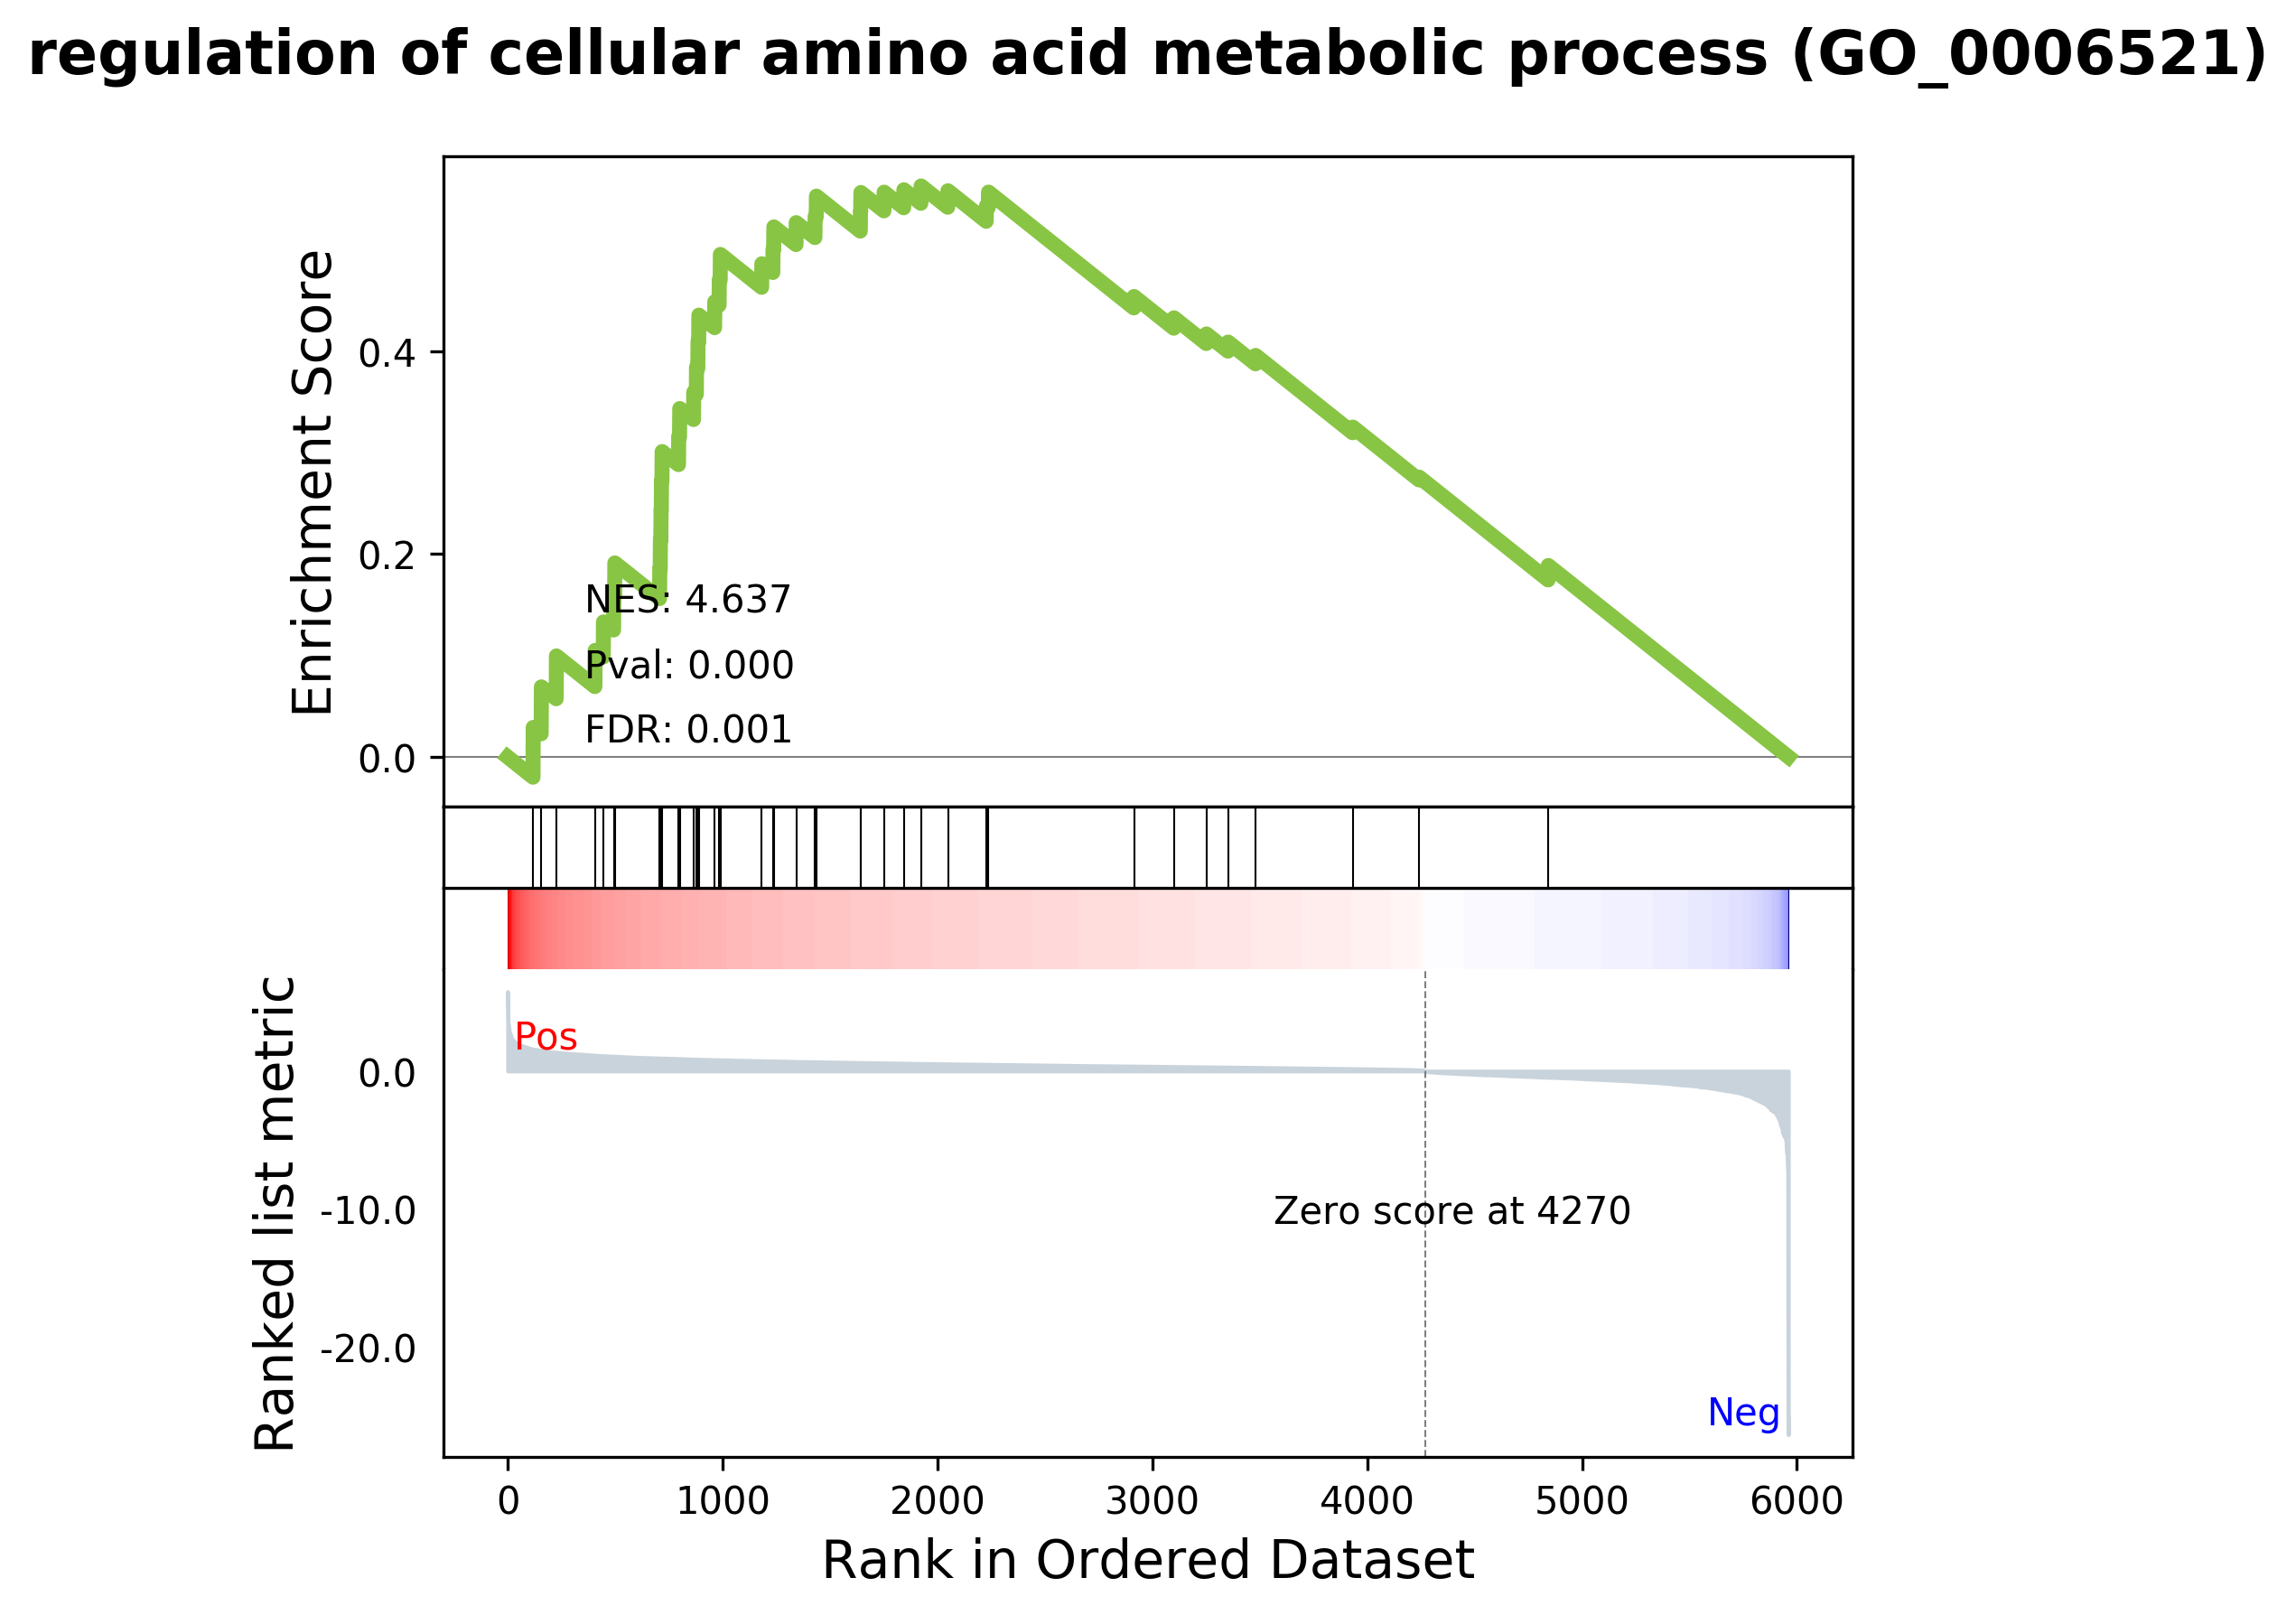 regulation of cellular amino acid metabolic process (GO_0006521)
Enrichment Score
0.4
0.2
0.0
NES: 4.637
Pval: 0.000
FDR: 0.001
Ranked list metric
Pos
0.0
-10.0
-20.0
Zero score at 4270
Neg
0 1000 2000 3000 4000 5000 6000
Rank in Ordered Dataset